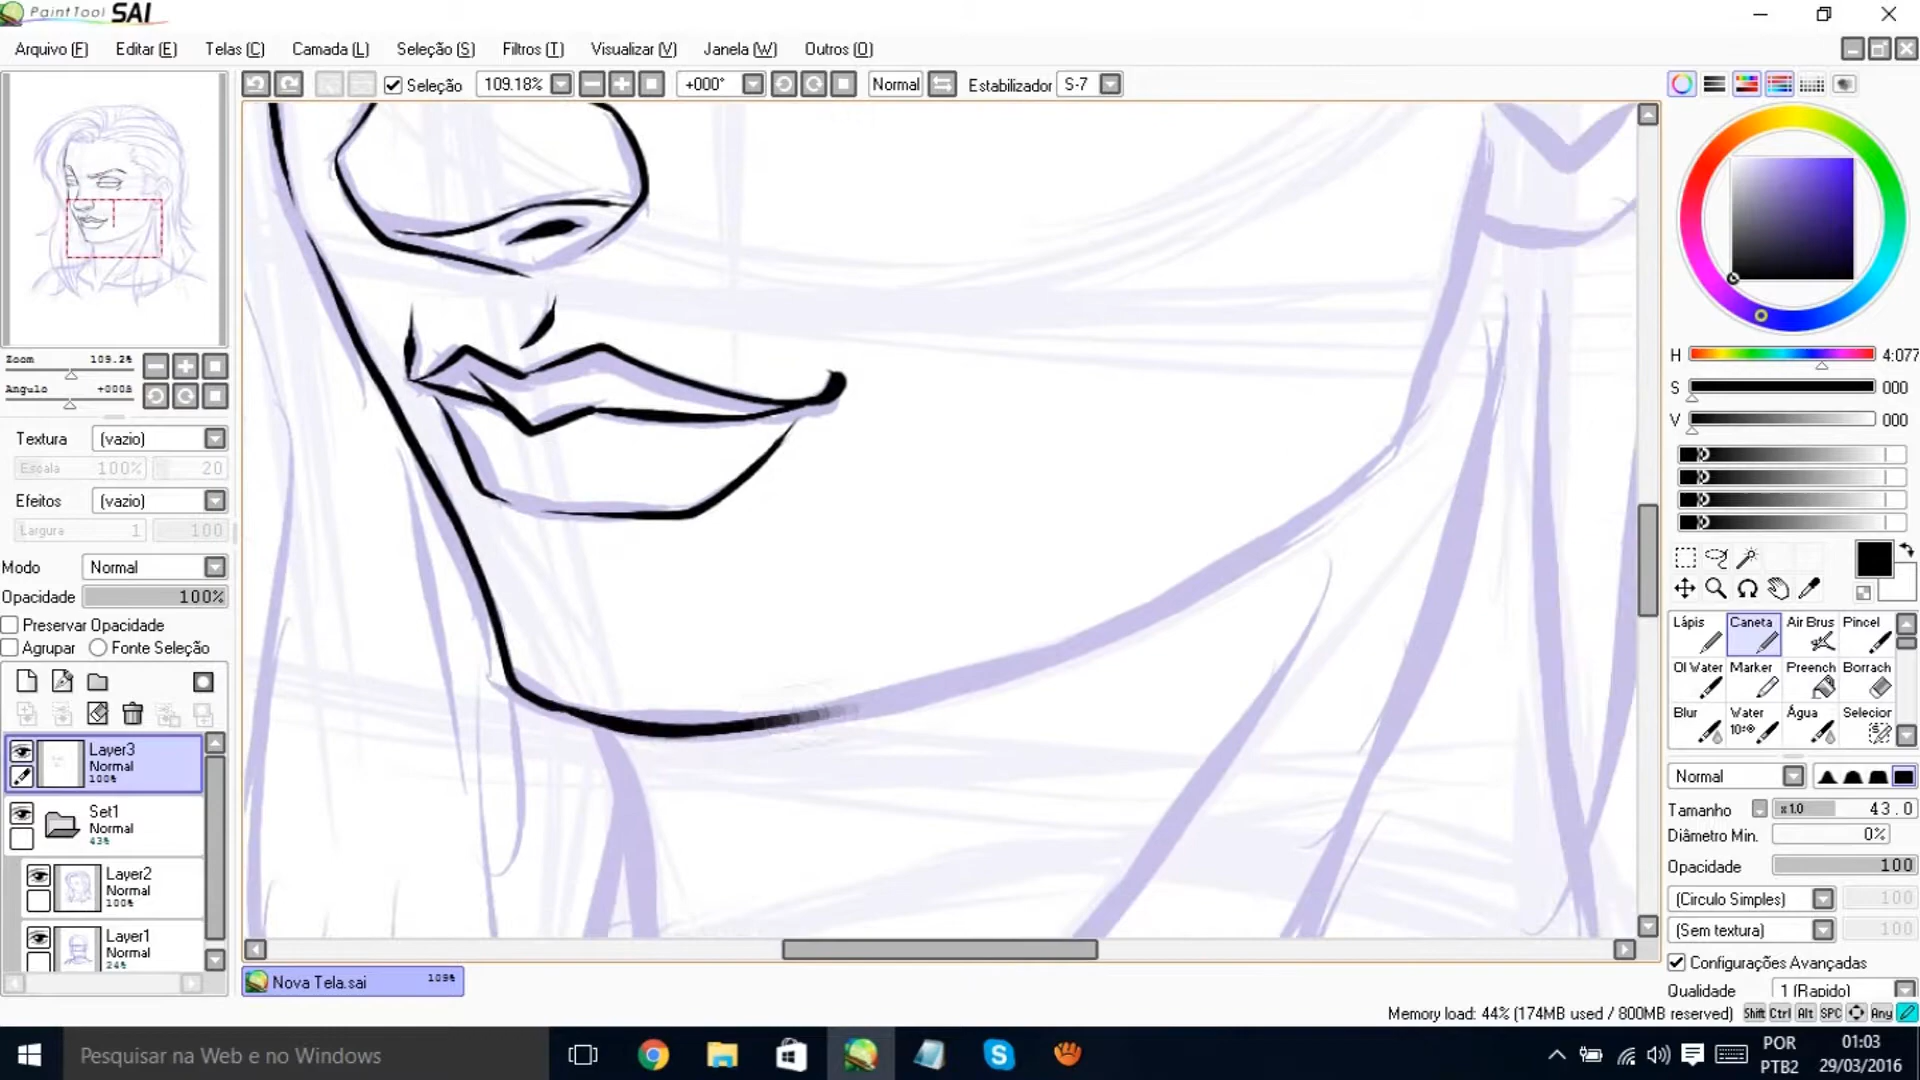 PaintTool SAI
Arquivo (F) Editar (E) Telas (C) Camada (L) Seleção (S) Filtros (T) Visualizar (V) Janela (W) Outros (O)
Seleção 109.18% +000° Normal Estabilizador S-7
Zoom 109.2%
Angulo +000θ
Textura (vazio)
Escala 100% 20
Efeitos (vazio)
Largura 1 100
Modo Normal
Opacidade 100%
Preservar Opacidade
Agrupar Fonte Seleção
Layer3
Normal
100%
Set1
Normal
43%
Layer2
Normal
100%
Layer1
Normal
24%
Nova Tela.sai 109%
H 4:077
S 000
V 000
Lápis Caneta Air Brus Pincel
Ol Water Marker Preench Borrach
Blur Water Água Selecior
10:
Normal
Tamanho x1.0 43.0
Diâmetro Min. 0%
Opacidade 100
(Circulo Simples) 100
(Sem textura) 100
Configurações Avançadas
Qualidade 1 (Rapido)
Memory load: 44% (174MB used / 800MB reserved) Shift Ctrl Alt SPC Any
Pesquisar na Web e no Windows
POR 01:03
PTB2 29/03/2016